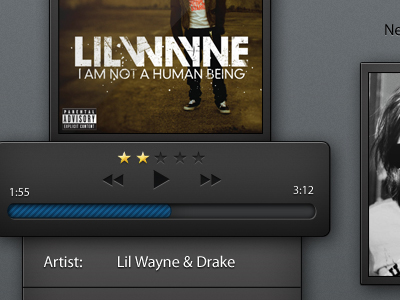 Ne
LIL WAYNE
I AM NOT A HUMAN BEING
PARENTAL
ADVISORY
EXPLICIT CONTENT
1:55
3:12
Artist: Lil Wayne & Drake